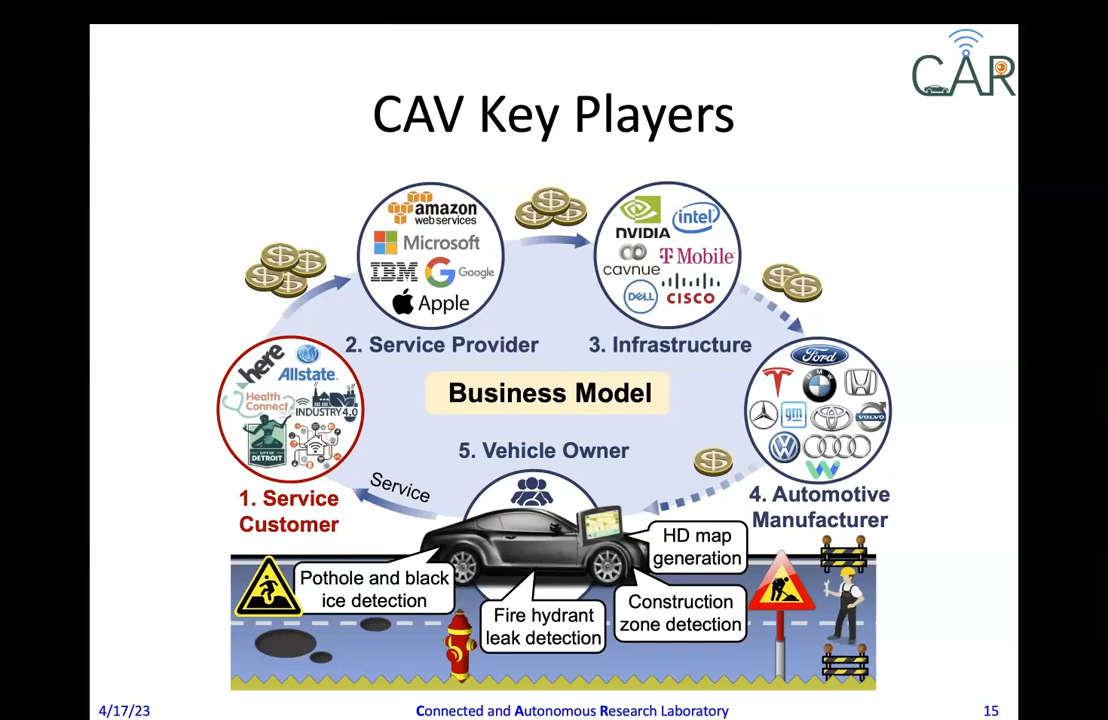 CAR
CAV Key Players
amazon
webservices
Microsoft
IBM
Google
Apple
NVIDIA
intel
cavnue
T Mobile
DELL
CISCO
2. Service Provider
3. Infrastructure
here
Allstate.
Health
Connect
INDUSTRY 4.0
CITY OF
DETROIT
Ford
BMW
gm
TOYOTA
VOLVO
Business Model
5. Vehicle Owner
Service
1. Service
Customer
4. Automotive
Manufacturer
HD map
generation
Pothole and black
ice detection
Fire hydrant
leak detection
Construction
zone detection
4/17/23
Connected and Autonomous Research Laboratory
15